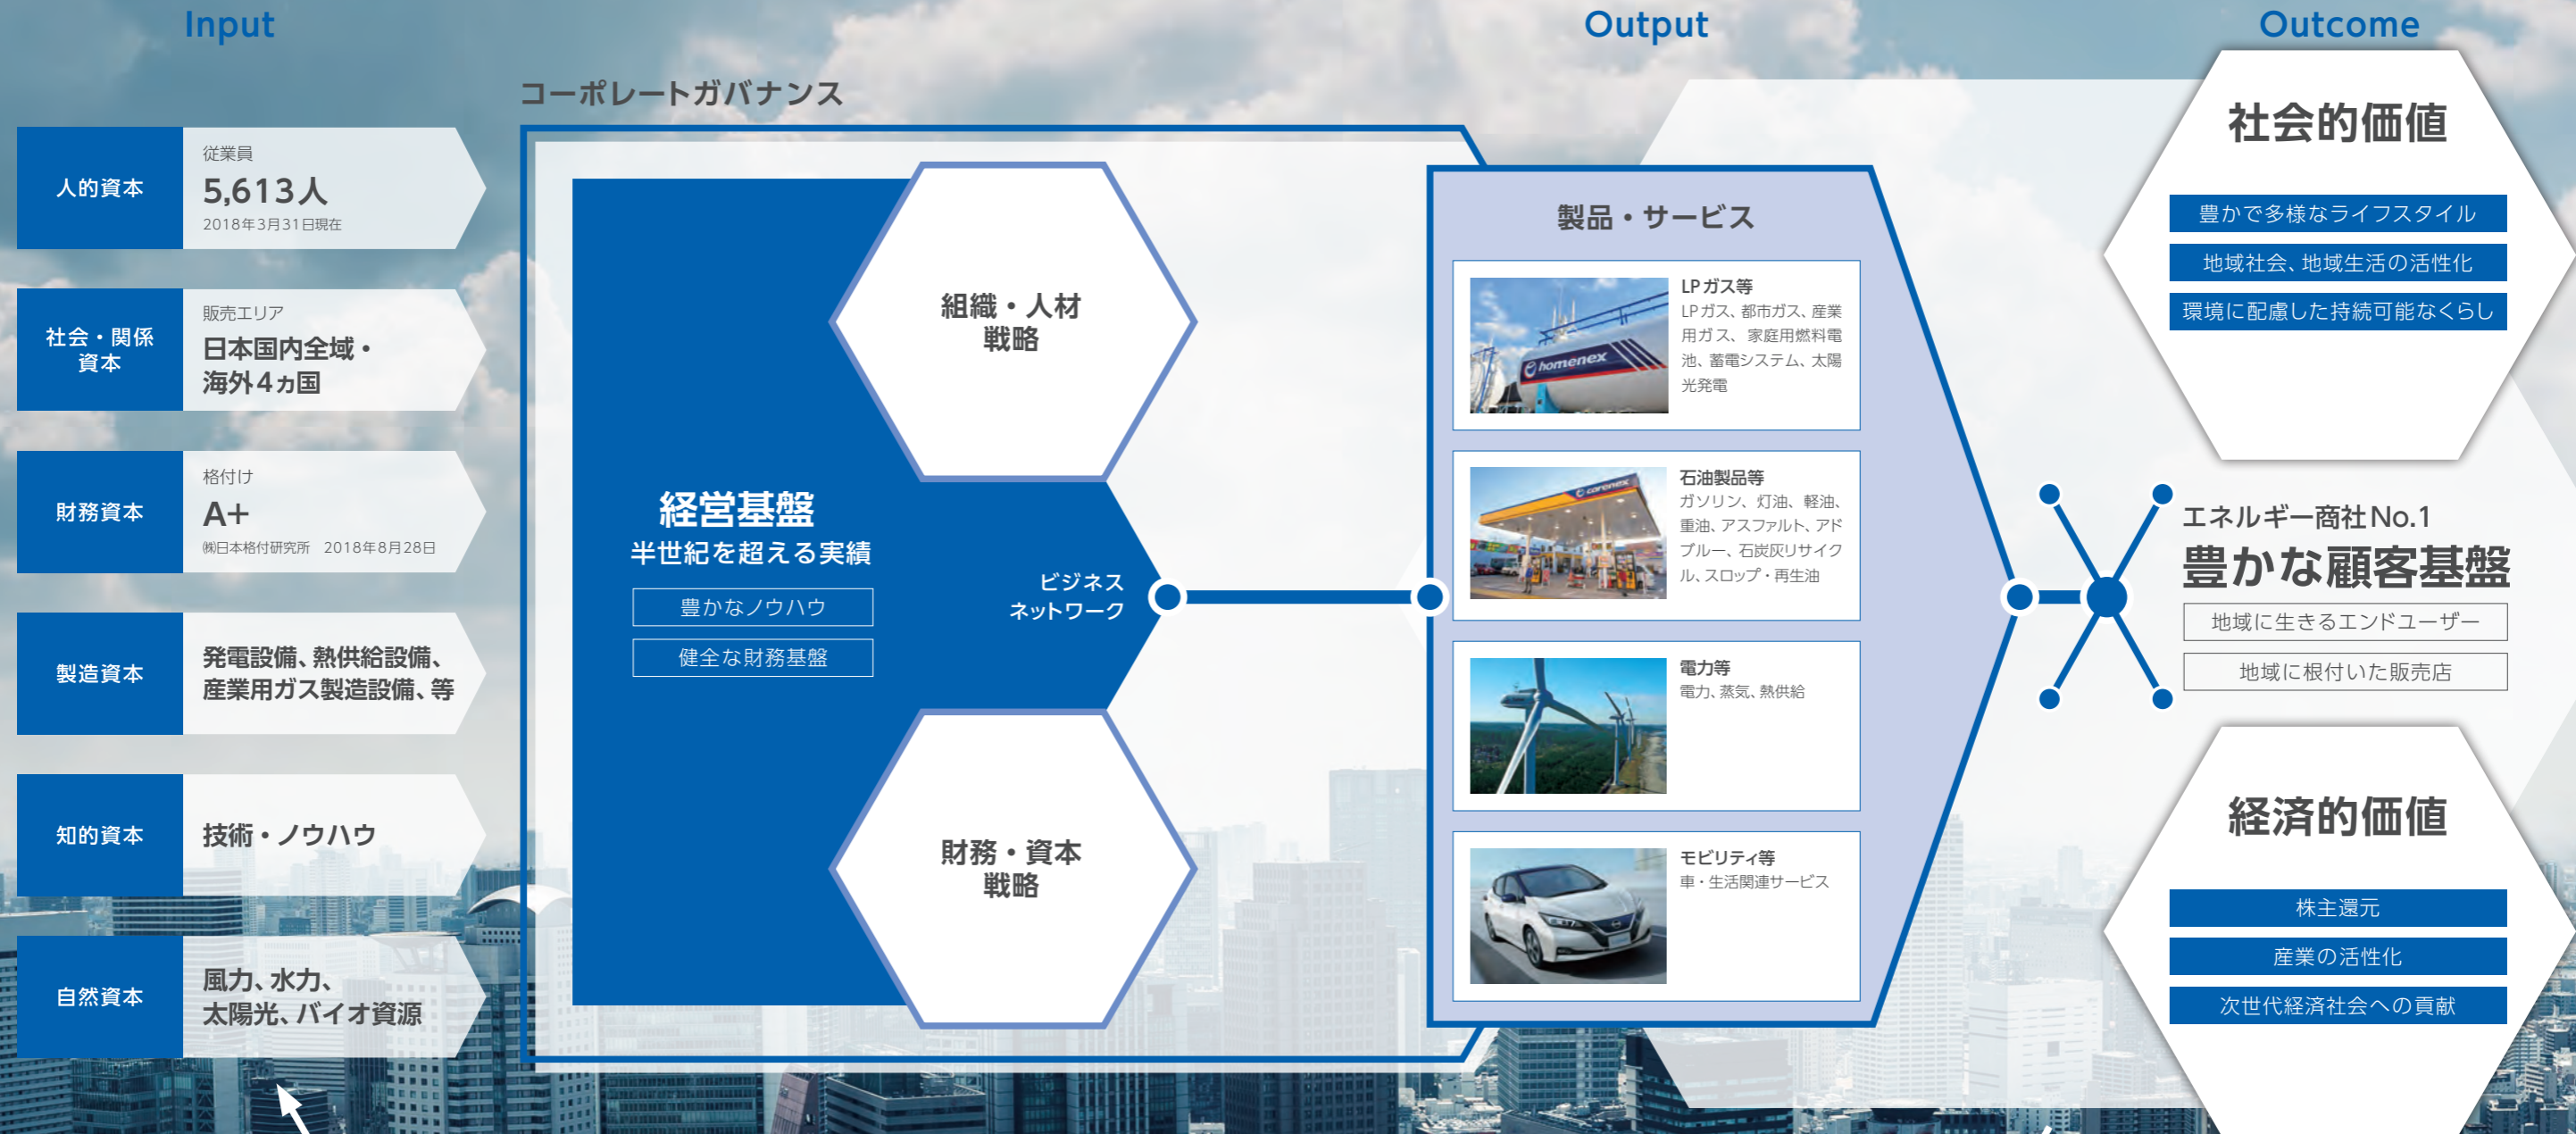 Input
Output
Outcome
人的資本
従業員
5,613人
2018年3月31日現在
社会・関係
資本
販売エリア
日本国内全域・
海外4ヵ国
財務資本
格付け
A+
㈱日本格付研究所　2018年8月28日
製造資本
発電設備、熱供給設備、
産業用ガス製造設備、等
知的資本
技術・ノウハウ
自然資本
風力、水力、
太陽光、バイオ資源
コーポレートガバナンス
経営基盤
半世紀を超える実績
豊かなノウハウ
健全な財務基盤
組織・人材
戦略
ビジネス
ネットワーク
財務・資本
戦略
製品・サービス
homenex
LPガス等
LPガス、都市ガス、産業
用ガス、家庭用燃料電
池、蓄電システム、太陽
光発電
carenex
石油製品等
ガソリン、灯油、軽油、
重油、アスファルト、アド
ブルー、石炭灰リサイク
ル、スロップ・再生油
電力等
電力、蒸気、熱供給
モビリティ等
車・生活関連サービス
社会的価値
豊かで多様なライフスタイル
地域社会、地域生活の活性化
環境に配慮した持続可能なくらし
エネルギー商社No.1
豊かな顧客基盤
地域に生きるエンドユーザー
地域に根付いた販売店
経済的価値
株主還元
産業の活性化
次世代経済社会への貢献